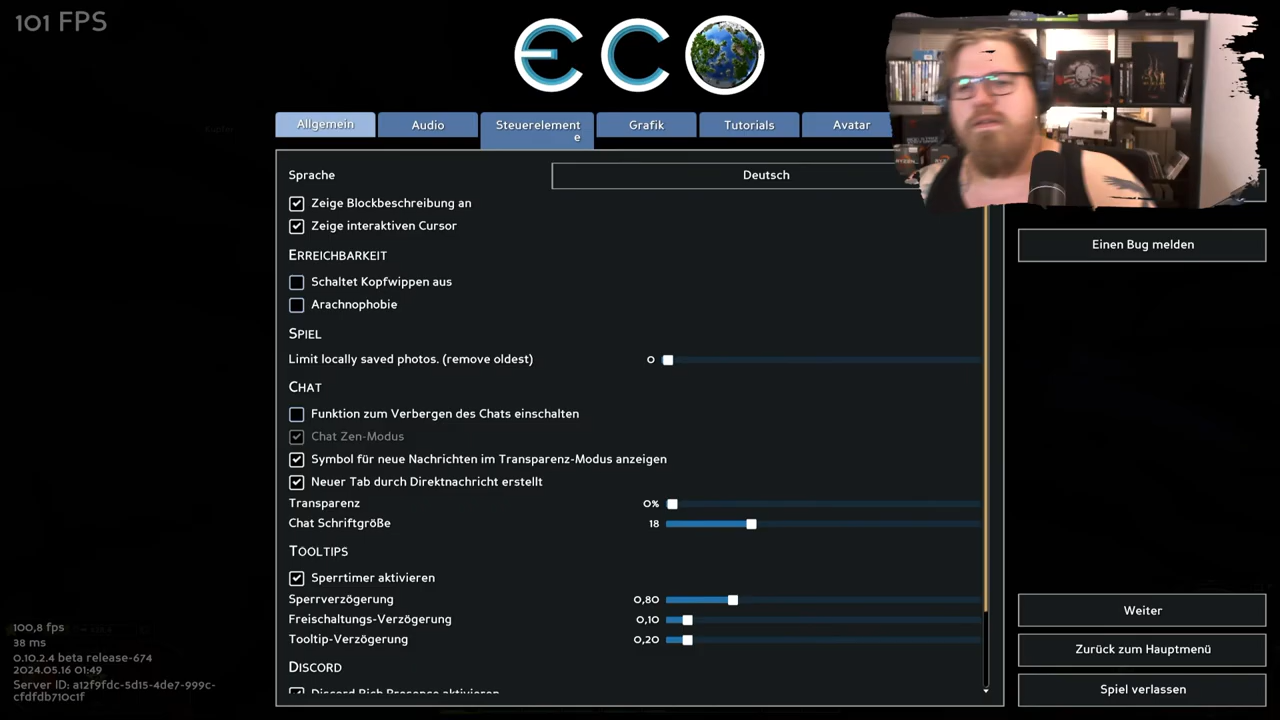 101 FPS
ECO
Allgemein
Audio
Steuerelement
e
Grafik
Tutorials
Avatar
Sprache
Deutsch
Zeige Blockbeschreibung an
Zeige interaktiven Cursor
ERREICHBARKEIT
Schaltet Kopfwippen aus
Arachnophobie
SPIEL
Limit locally saved photos. (remove oldest)
0
CHAT
Funktion zum Verbergen des Chats einschalten
Chat Zen-Modus
Symbol für neue Nachrichten im Transparenz-Modus anzeigen
Neuer Tab durch Direktnachricht erstellt
Transparenz
0%
Chat Schriftgröße
18
TOOLTIPS
Sperrtimer aktivieren
Sperrverzögerung
0,80
Freischaltungs-Verzögerung
0,10
Tooltip-Verzögerung
0,20
DISCORD
Discord Rich Presence aktivieren
Einen Bug melden
Weiter
Zurück zum Hauptmenü
Spiel verlassen
100,8 fps
38 ms
0.10.2.4 beta release-674
2024.05.16 01:49
Server ID: a12f9fdc-5d15-4de7-999c-
cfdfdb710c1f